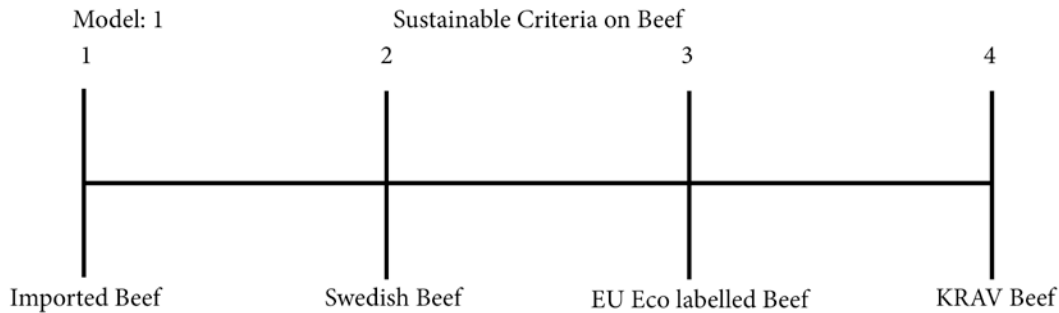 Model: 1 Sustainable Criteria on Beef
1 2 3 4
Imported Beef Swedish Beef EU Eco labelled Beef KRAV Beef